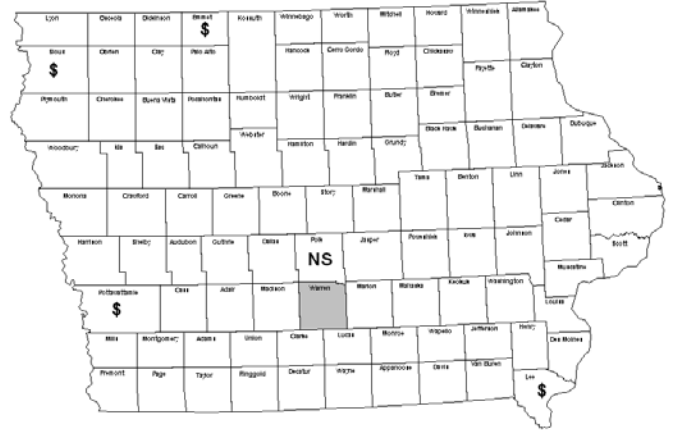 Lyon Osceola Dickinson Emmet Kossuth Winnebago Worth Mitchell Howard Winneshiek Allamakee
$
Sioux Obrien Clay Palo Alto Hancock Cerro Gordo Floyd Chickasaw
$
Fayette Clayton
Plymouth Cherokee Buena Vista Pocahontas Humboldt Wright Franklin Butler Bremer
Webster Black Hawk Buchanan Delaware Dubuque
Woodbury Ida Sac Calhoun Hamilton Hardin Grundy
Tama Benton Linn Jones Jackson
Monona Crawford Carroll Greene Boone Story Marshall
Clinton
Cedar
Harrison Shelby Audubon Guthrie Dallas Polk Jasper Poweshiek Iowa Johnson Scott
NS
Muscatine
Pottawattamie Cass Adair Madison Warren Marion Mahaska Keokuk Washington
$
Louisa
Mills Montgomery Adams Union Clarke Lucas Monroe Wapello Jefferson Henry Des Moines
Fremont Page Taylor Ringgold Decatur Wayne Appanoose Davis Van Buren Lee
$